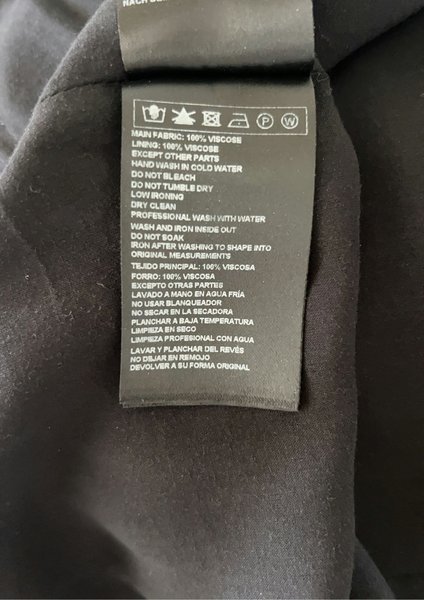 NACH DEM
P W
MAIN FABRIC: 100% VISCOSE
LINING: 100% VISCOSE
EXCEPT OTHER PARTS
HAND WASH IN COLD WATER
DO NOT BLEACH
DO NOT TUMBLE DRY
LOW IRONING
DRY CLEAN
PROFESSIONAL WASH WITH WATER
WASH AND IRON INSIDE OUT
DO NOT SOAK
IRON AFTER WASHING TO SHAPE INTO
ORIGINAL MEASUREMENTS
TEJIDO PRINCIPAL: 100% VISCOSA
FORRO: 100% VISCOSA
EXCEPTO OTRAS PARTES
LAVADO A MANO EN AGUA FRÍA
NO USAR BLANQUEADOR
NO SECAR EN LA SECADORA
PLANCHAR A BAJA TEMPERATURA
LIMPIEZA EN SECO
LIMPIEZA PROFESIONAL CON AGUA
LAVAR Y PLANCHAR DEL REVÉS
NO DEJAR EN REMOJO
DEVOLVER A SU FORMA ORIGINAL